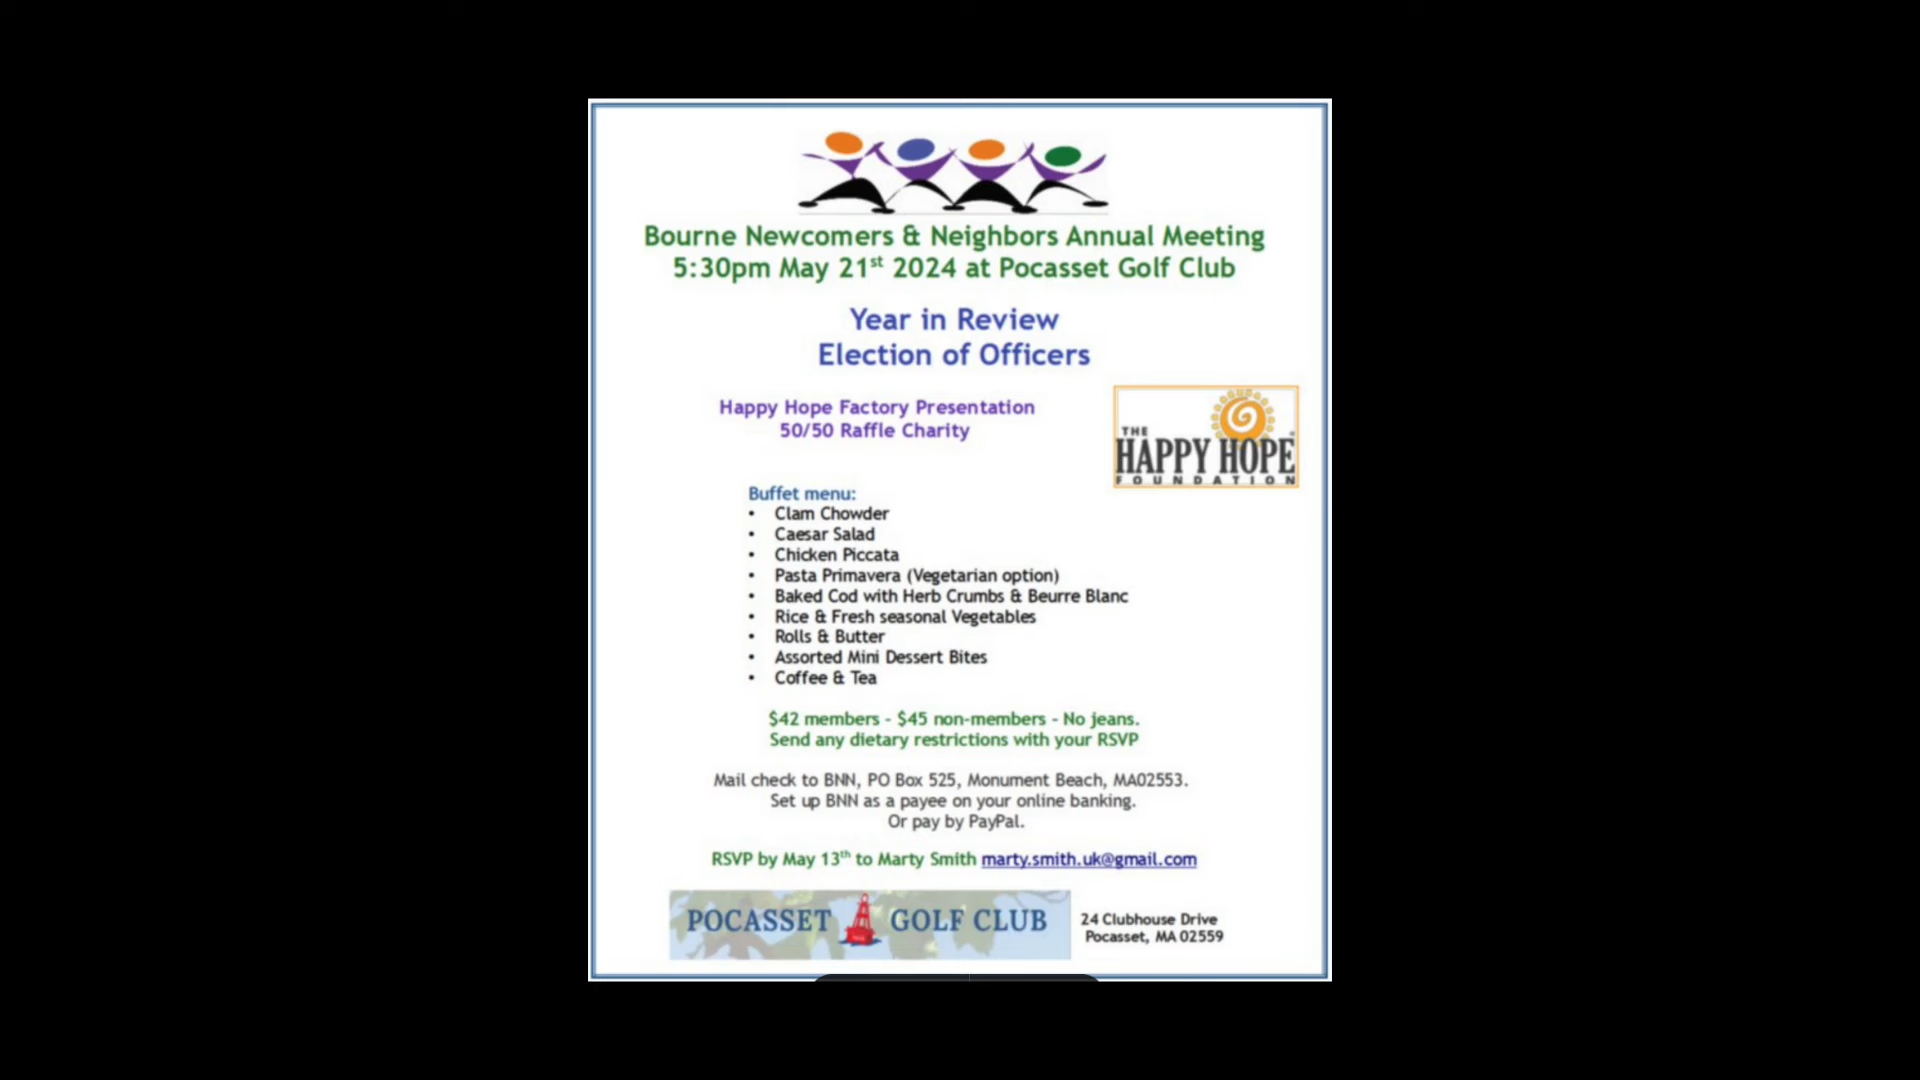 Bourne Newcomers & Neighbors Annual Meeting
5:30pm May 21st 2024 at Pocasset Golf Club
Year in Review
Election of Officers
Happy Hope Factory Presentation
50/50 Raffle Charity
THE
HAPPY HOPE
FOUNDATION
Buffet menu:
• Clam Chowder
• Caesar Salad
• Chicken Piccata
• Pasta Primavera (Vegetarian option)
• Baked Cod with Herb Crumbs & Beurre Blanc
• Rice & Fresh seasonal Vegetables
• Rolls & Butter
• Assorted Mini Dessert Bites
• Coffee & Tea
$42 members - $45 non-members - No jeans.
Send any dietary restrictions with your RSVP
Mail check to BNN, PO Box 525, Monument Beach, MA02553.
Set up BNN as a payee on your online banking.
Or pay by PayPal.
RSVP by May 13th to Marty Smith marty.smith.uk@gmail.com
POCASSET GOLF CLUB
24 Clubhouse Drive
Pocasset, MA 02559